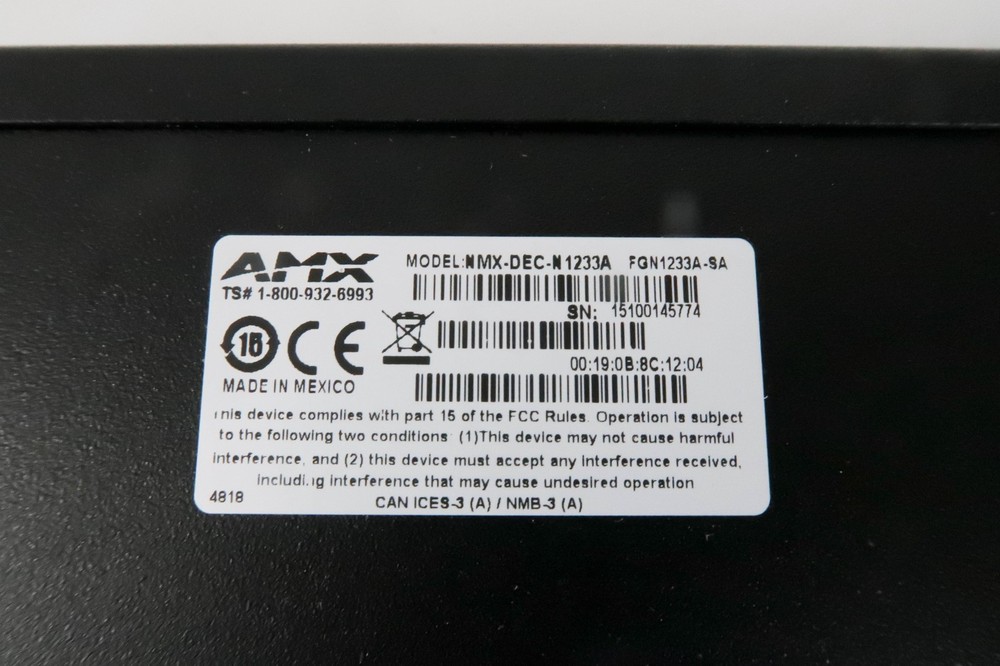 AMX
MODEL:NMX-DEC-N1233A FGN1233A-SA
TS# 1-800-932-6993
SN: 15100145774
CE
00:19:0B:8C:12:04
MADE IN MEXICO
This device complies with part 15 of the FCC Rules. Operation is subject
to the following two conditions (1)This device may not cause harmful
interference, and (2) this device must accept any interference received,
including interference that may cause undesired operation
4818
CAN ICES-3 (A) / NMB-3 (A)